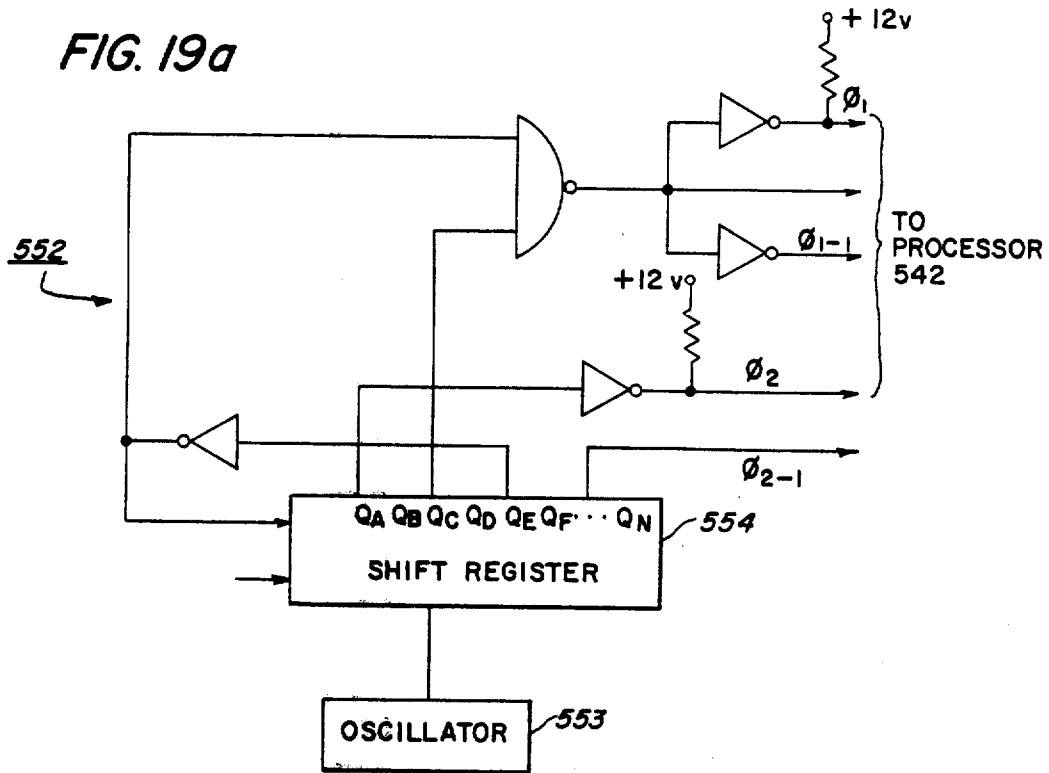 FIG. 19a
+12v
Ø1
552
Ø1-1
TO
PROCESSOR
542
+12v
Ø2
Ø2-1
QA QB QC QD QE QF··· QN
554
SHIFT REGISTER
OSCILLATOR
553